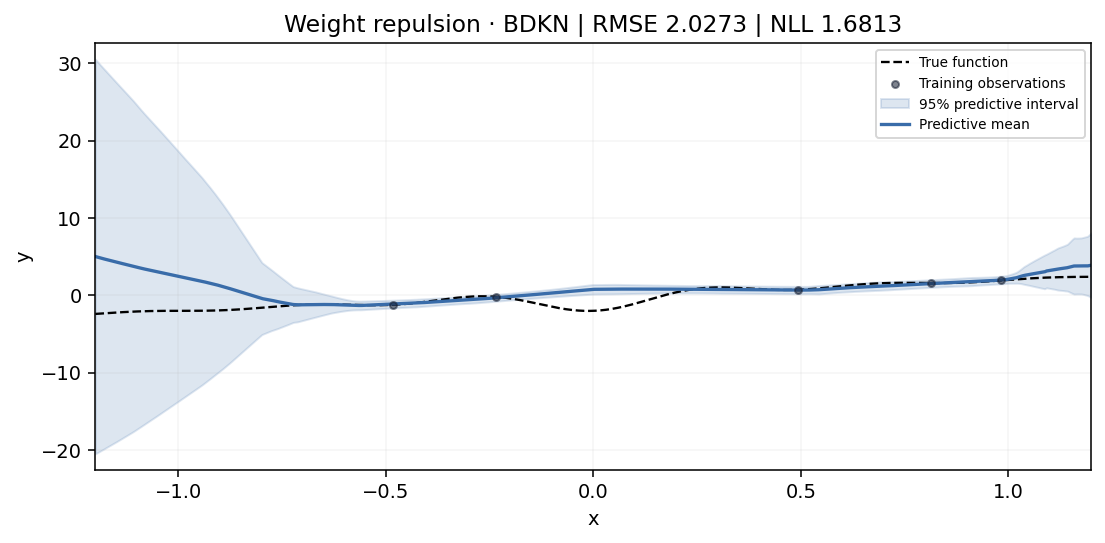 Weight repulsion · BDKN | RMSE 2.0273 | NLL 1.6813
True function
Training observations
95% predictive interval
Predictive mean
y
30
20
10
0
−10
−20
−1.0
−0.5
0.0
0.5
1.0
x